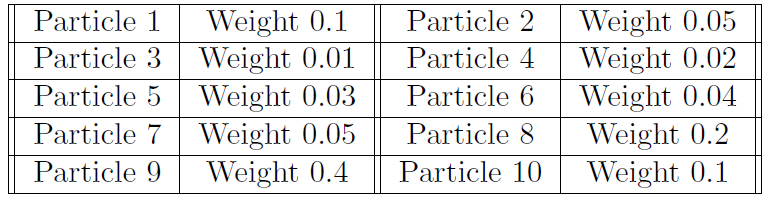 Particle 1 Weight 0.1 Particle 2 Weight 0.05
Particle 3 Weight 0.01 Particle 4 Weight 0.02
Particle 5 Weight 0.03 Particle 6 Weight 0.04
Particle 7 Weight 0.05 Particle 8 Weight 0.2
Particle 9 Weight 0.4 Particle 10 Weight 0.1